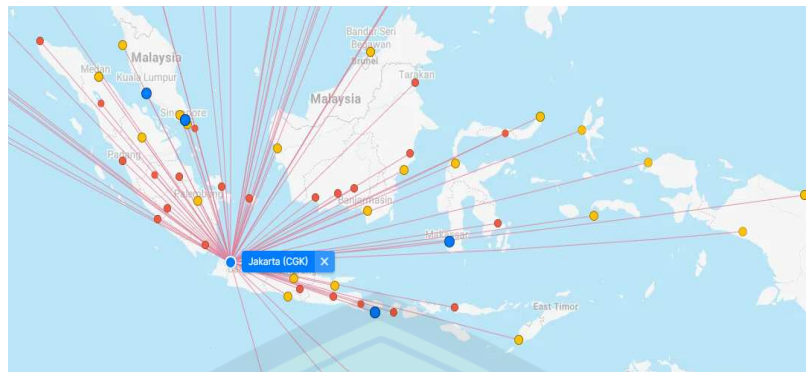 Bandar Seri
Begawan
Brunei
Malaysia
Medan
Kuala Lumpur
Tarakan
Malaysia
Singapore
Padang
Palembang
Banjarmasin
Makassar
Jakarta (CGK) ×
East Timor